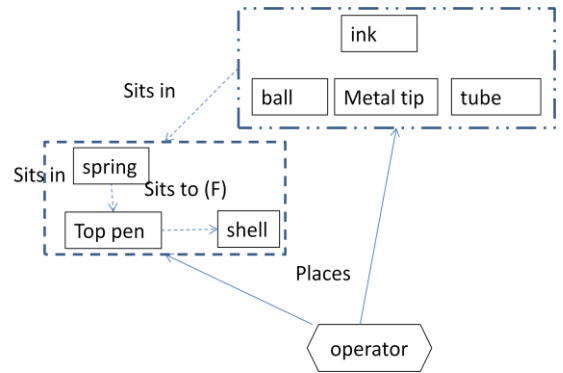 ink
Sits in
ball
Metal tip
tube
Sits in
spring
Sits to (F)
Top pen
shell
Places
operator